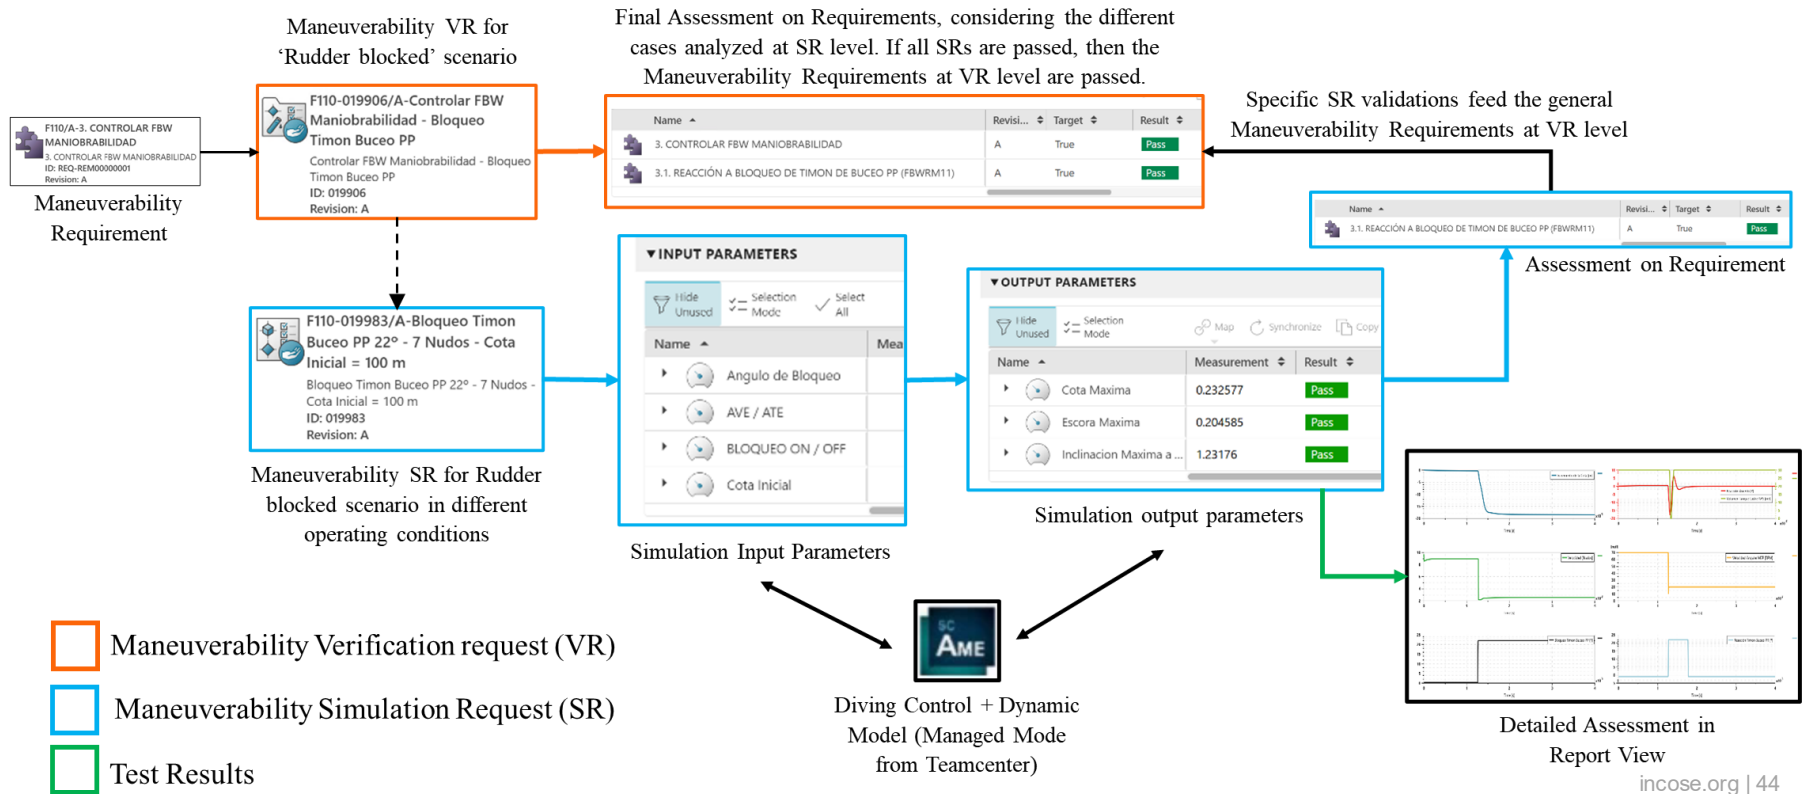 Maneuverability VR for
‘Rudder blocked’ scenario
Final Assessment on Requirements, considering the different
cases analyzed at SR level. If all SRs are passed, then the
Maneuverability Requirements at VR level are passed.
Specific SR validations feed the general
Maneuverability Requirements at VR level
F110/A-3. CONTROLAR FBW
MANIOBRABILIDAD
3. CONTROLAR FBW MANIOBRABILIDAD
ID: REQ-REM00000001
Revision: A
Maneuverability
Requirement
F110-019906/A-Controlar FBW
Maniobrabilidad - Bloqueo
Timon Buceo PP
Controlar FBW Maniobrabilidad - Bloqueo
Timon Buceo PP
ID: 019906
Revision: A
Name Revisi... Target Result
3. CONTROLAR FBW MANIOBRABILIDAD A True Pass
3.1. REACCIÓN A BLOQUEO DE TIMON DE BUCEO PP (FBWRM11) A True Pass
Name Revisi... Target Result
3.1. REACCIÓN A BLOQUEO DE TIMON DE BUCEO PP (FBWRM11) A True Pass
Assessment on Requirement
F110-019983/A-Bloqueo Timon
Buceo PP 22º - 7 Nudos - Cota
Inicial = 100 m
Bloqueo Timon Buceo PP 22º - 7 Nudos -
Cota Inicial = 100 m
ID: 019983
Revision: A
Maneuverability SR for Rudder
blocked scenario in different
operating conditions
INPUT PARAMETERS
Hide
Unused
Selection
Mode
Select
All
Name Mea
Angulo de Bloqueo
AVE / ATE
BLOQUEO ON / OFF
Cota Inicial
Simulation Input Parameters
OUTPUT PARAMETERS
Hide
Unused
Selection
Mode
Map Synchronize Copy
Name Measurement Result
Cota Maxima 0.232577 Pass
Escora Maxima 0.204585 Pass
Inclinacion Maxima a ... 1.23176 Pass
Simulation output parameters
SC
AME
Diving Control + Dynamic
Model (Managed Mode
from Teamcenter)
Detailed Assessment in
Report View
Maneuverability Verification request (VR)
Maneuverability Simulation Request (SR)
Test Results
incose.org | 44